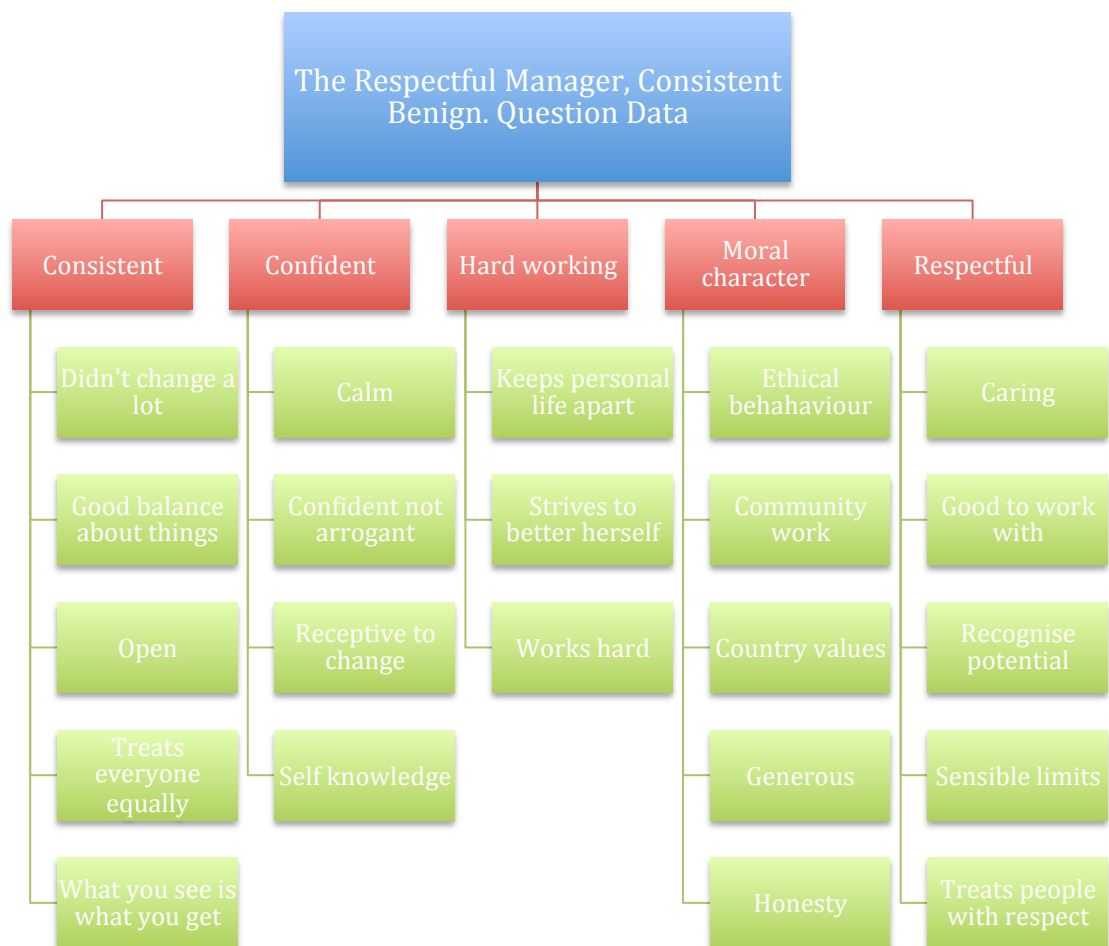 The Respectful Manager, Consistent
Benign. Question Data
Consistent
Didn't change a
lot
Good balance
about things
Open
Treats
everyone
equally
What you see is
what you get
Confident
Calm
Confident not
arrogant
Receptive to
change
Self knowledge
Hard working
Keeps personal
life apart
Strives to
better herself
Works hard
Moral
character
Ethical
behahaviour
Community
work
Country values
Generous
Honesty
Respectful
Caring
Good to work
with
Recognise
potential
Sensible limits
Treats people
with respect